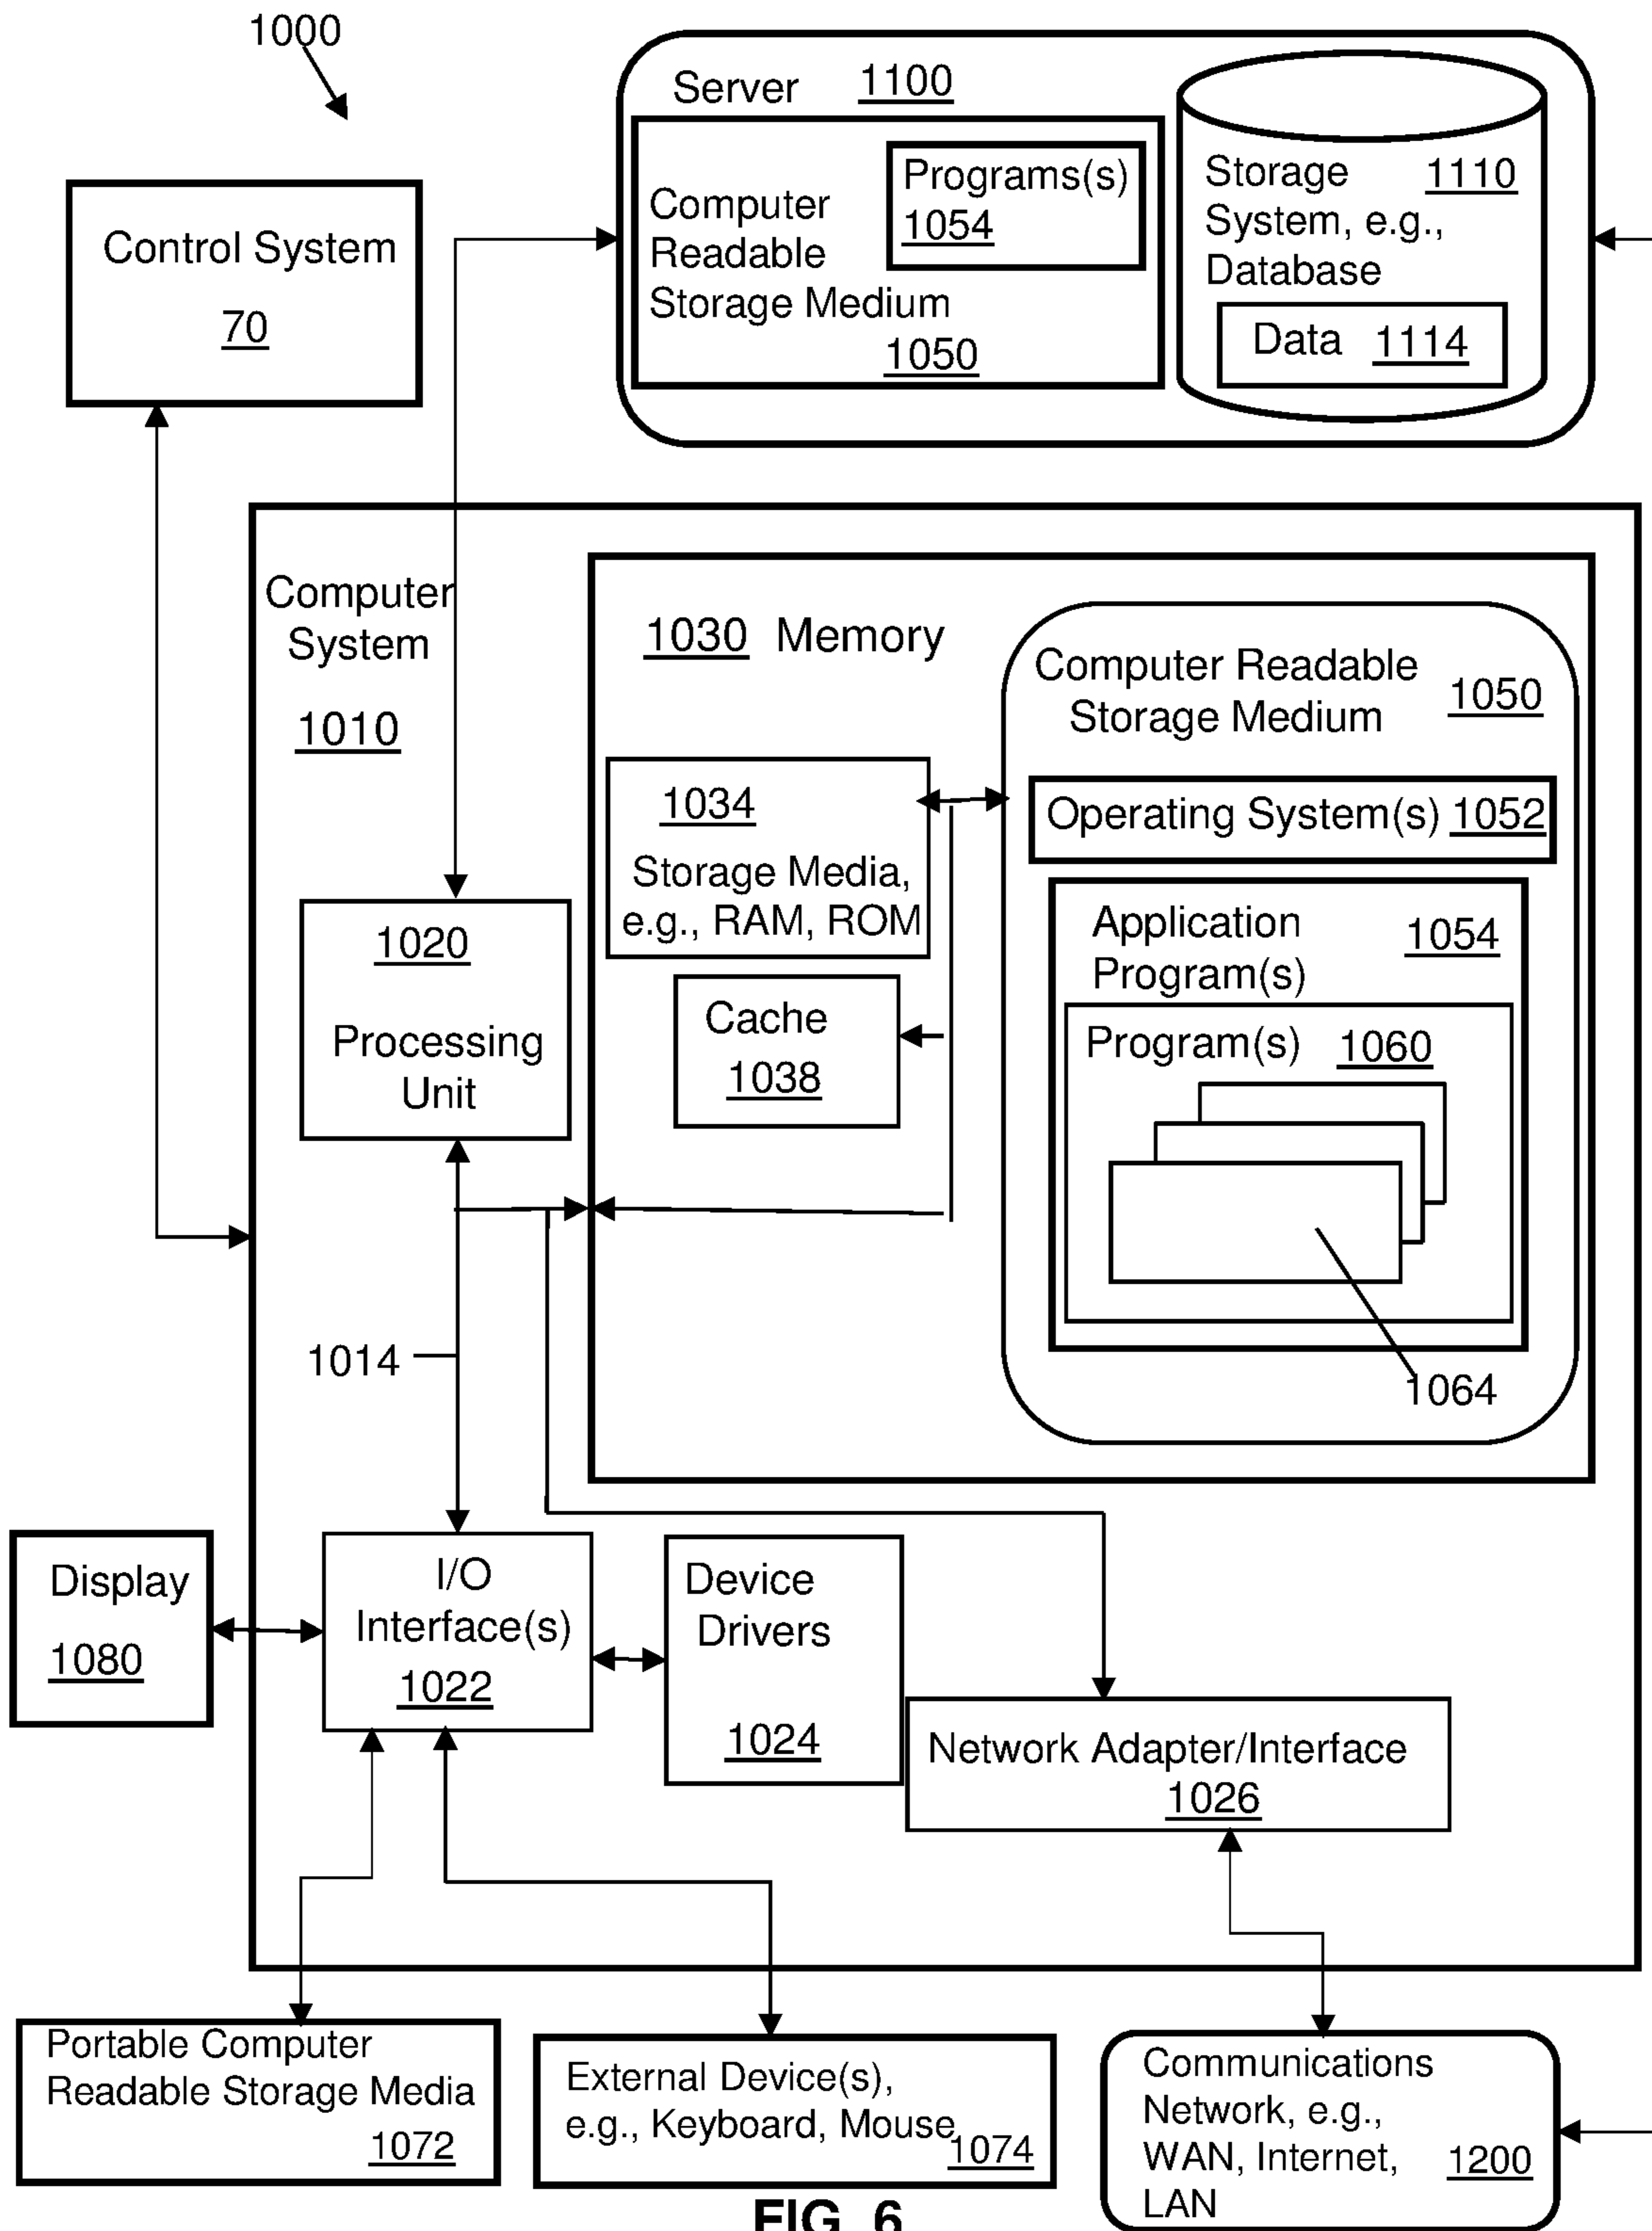 1000
Server 1100
Programs(s)
1054
Computer
Readable
Storage Medium
1050
Storage 1110
System, e.g.,
Database
Data 1114
Control System
70
Computer
System
1010
1030 Memory
Computer Readable
Storage Medium
1050
1034
Storage Media,
e.g., RAM, ROM
Operating System(s) 1052
Application
Program(s)
1054
1020
Processing
Unit
Cache
1038
Program(s) 1060
1014
1064
Display
1080
I/O
Interface(s)
1022
Device
Drivers
1024
Network Adapter/Interface
1026
Portable Computer
Readable Storage Media
1072
External Device(s),
e.g., Keyboard, Mouse
1074
Communications
Network, e.g.,
WAN, Internet,
LAN
1200
FIG. 6